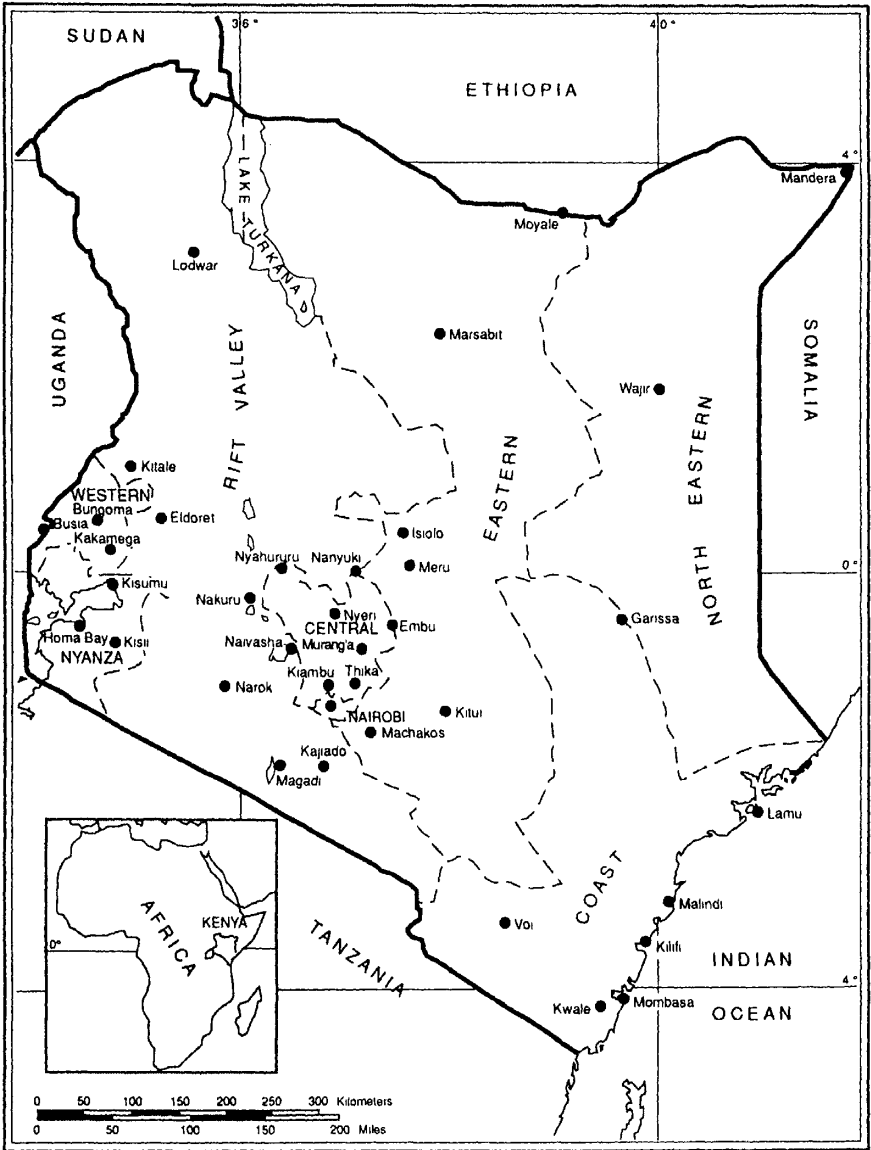 36°
40°
SUDAN
ETHIOPIA
4°
Mandera
LAKE TURKANA
Moyale
Lodwar
UGANDA
RIFT VALLEY
Marsabit
SOMALIA
Wajir
NORTH EASTERN
EASTERN
Kitale
WESTERN
Bungoma
Busia
Eldoret
Kakamega
Isiolo
Nyahururu
Nanyuki
Meru
0°
Kisumu
Nakuru
Nyeri
Garissa
Homa Bay
CENTRAL
Embu
Kisii
Naivasha
Murang'a
NYANZA
Kiambu
Thika
Narok
NAIROBI
Kitui
Machakos
Kajiado
Magadi
Lamu
COAST
AFRICA
KENYA
Malindi
Voi
0°
TANZANIA
Kilifi
INDIAN
OCEAN
4°
Kwale
Mombasa
0 50 100 150 200 250 300 Kilometers
0 50 100 150 200 Miles